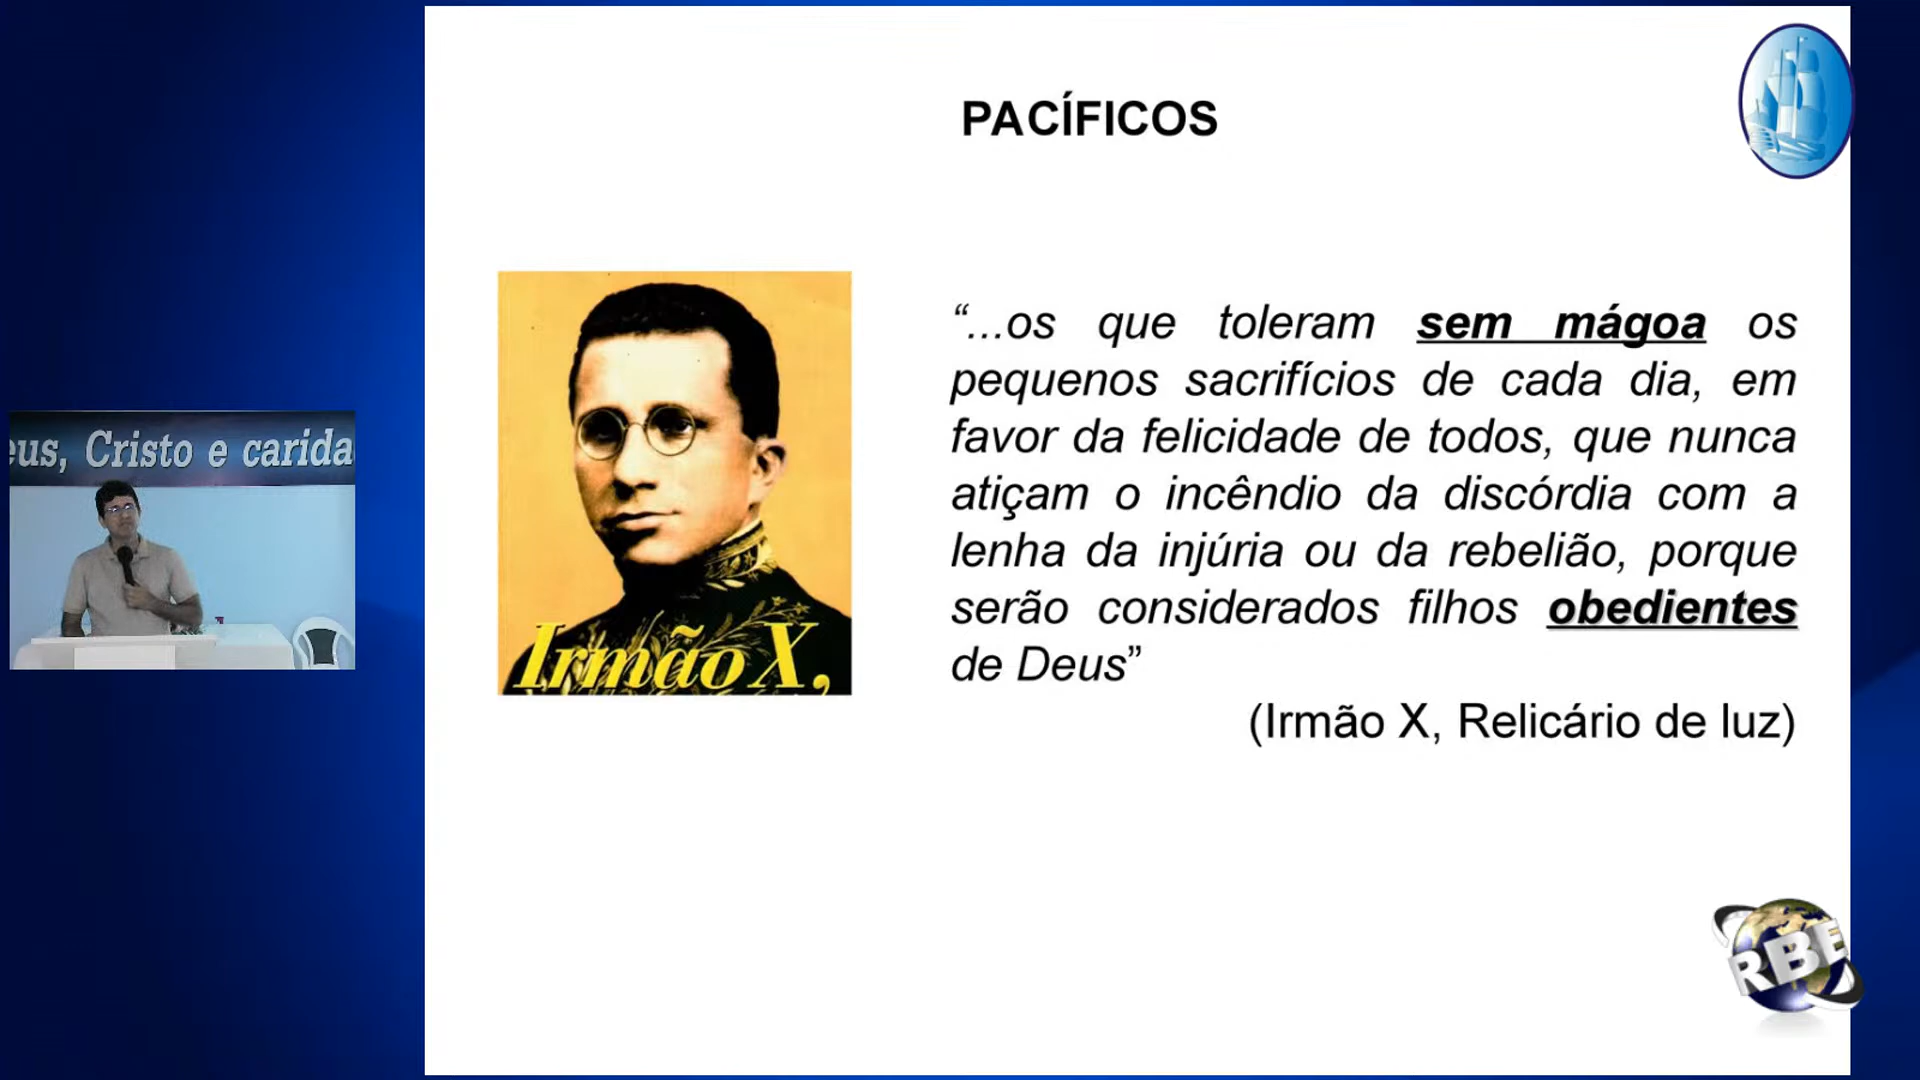 PACÍFICOS
“...os que toleram sem mágoa os
pequenos sacrifícios de cada dia, em
favor da felicidade de todos, que nunca
atiçam o incêndio da discórdia com a
lenha da injúria ou da rebelião, porque
serão considerados filhos obedientes
de Deus”
(Irmão X, Relicário de luz)
Irmão X,
eus, Cristo e carida
RBE